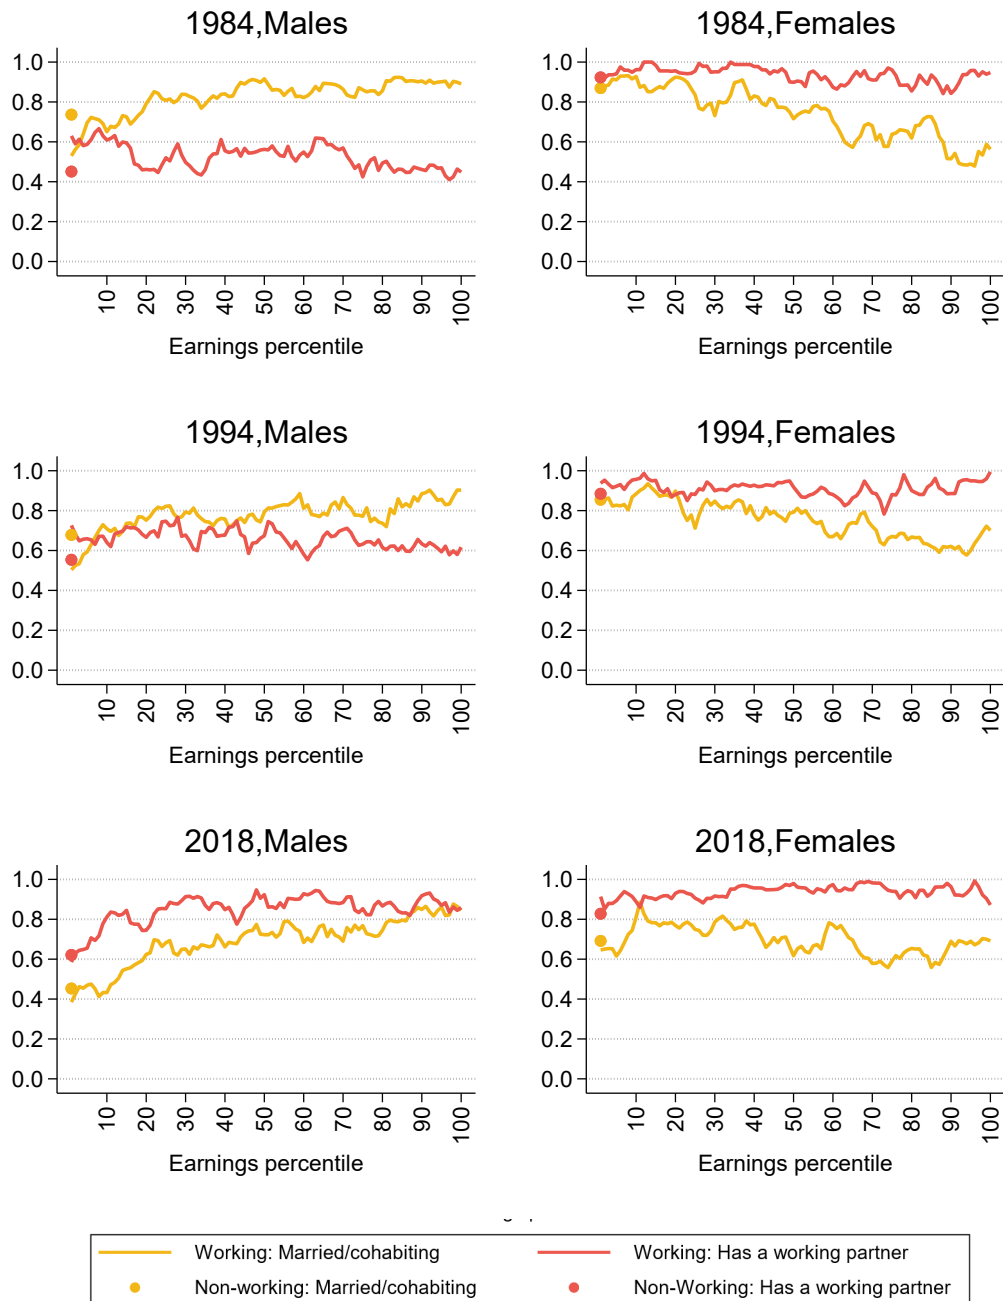 1984,Males
1984,Females
1.0
0.8
0.6
0.4
0.2
0.0
10 20 30 40 50 60 70 80 90 100
Earnings percentile
1.0
0.8
0.6
0.4
0.2
0.0
10 20 30 40 50 60 70 80 90 100
Earnings percentile
1994,Males
1994,Females
1.0
0.8
0.6
0.4
0.2
0.0
10 20 30 40 50 60 70 80 90 100
Earnings percentile
1.0
0.8
0.6
0.4
0.2
0.0
10 20 30 40 50 60 70 80 90 100
Earnings percentile
2018,Males
2018,Females
1.0
0.8
0.6
0.4
0.2
0.0
10 20 30 40 50 60 70 80 90 100
Earnings percentile
1.0
0.8
0.6
0.4
0.2
0.0
10 20 30 40 50 60 70 80 90 100
Earnings percentile
Working: Married/cohabiting
Working: Has a working partner
Non-working: Married/cohabiting
Non-Working: Has a working partner